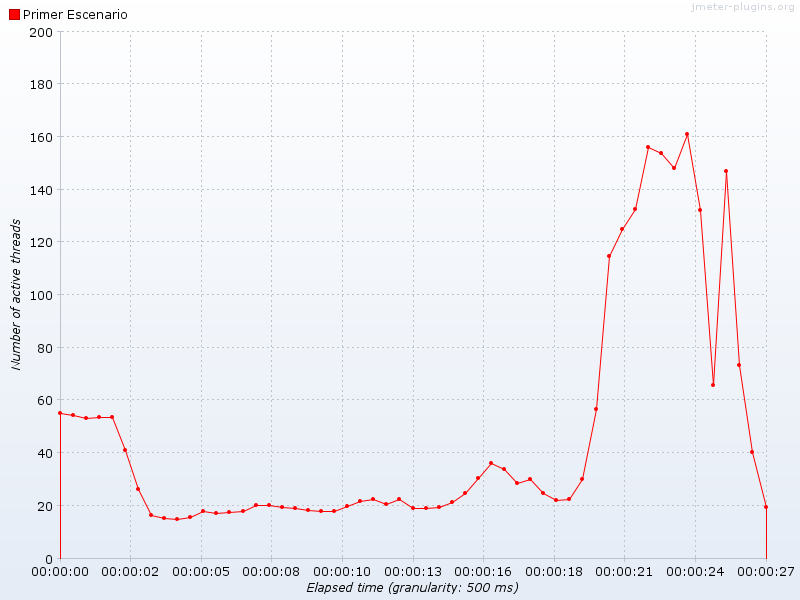 jmeter-plugins.org
Primer Escenario
200
180
160
140
120
100
80
60
40
20
0
Number of active threads
00:00:00 00:00:02 00:00:05 00:00:08 00:00:10 00:00:13 00:00:16 00:00:18 00:00:21 00:00:24 00:00:27
Elapsed time (granularity: 500 ms)